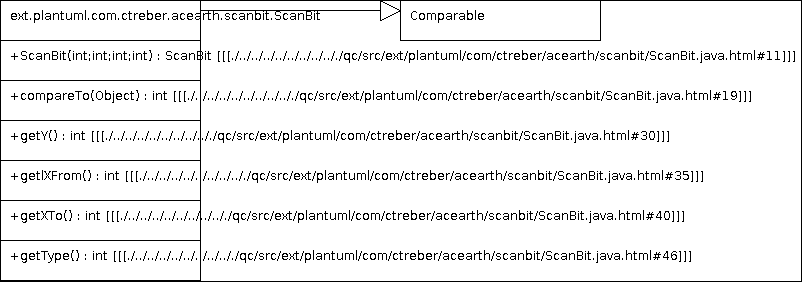 ext.plantuml.com.ctreber.acearth.scanbit.ScanBit
Comparable
+ScanBit(int;int;int;int) : ScanBit [[[./../../../../../../../../../qc/src/ext/plantuml/com/ctreber/acearth/scanbit/ScanBit.java.html#11]]]
+compareTo(Object) : int [[[./../../../../../../../../../qc/src/ext/plantuml/com/ctreber/acearth/scanbit/ScanBit.java.html#19]]]
+getY() : int [[[./../../../../../../../../../qc/src/ext/plantuml/com/ctreber/acearth/scanbit/ScanBit.java.html#30]]]
+getlXFrom() : int [[[./../../../../../../../../../qc/src/ext/plantuml/com/ctreber/acearth/scanbit/ScanBit.java.html#35]]]
+getXTo() : int [[[./../../../../../../../../../qc/src/ext/plantuml/com/ctreber/acearth/scanbit/ScanBit.java.html#40]]]
+getType() : int [[[./../../../../../../../../../qc/src/ext/plantuml/com/ctreber/acearth/scanbit/ScanBit.java.html#46]]]